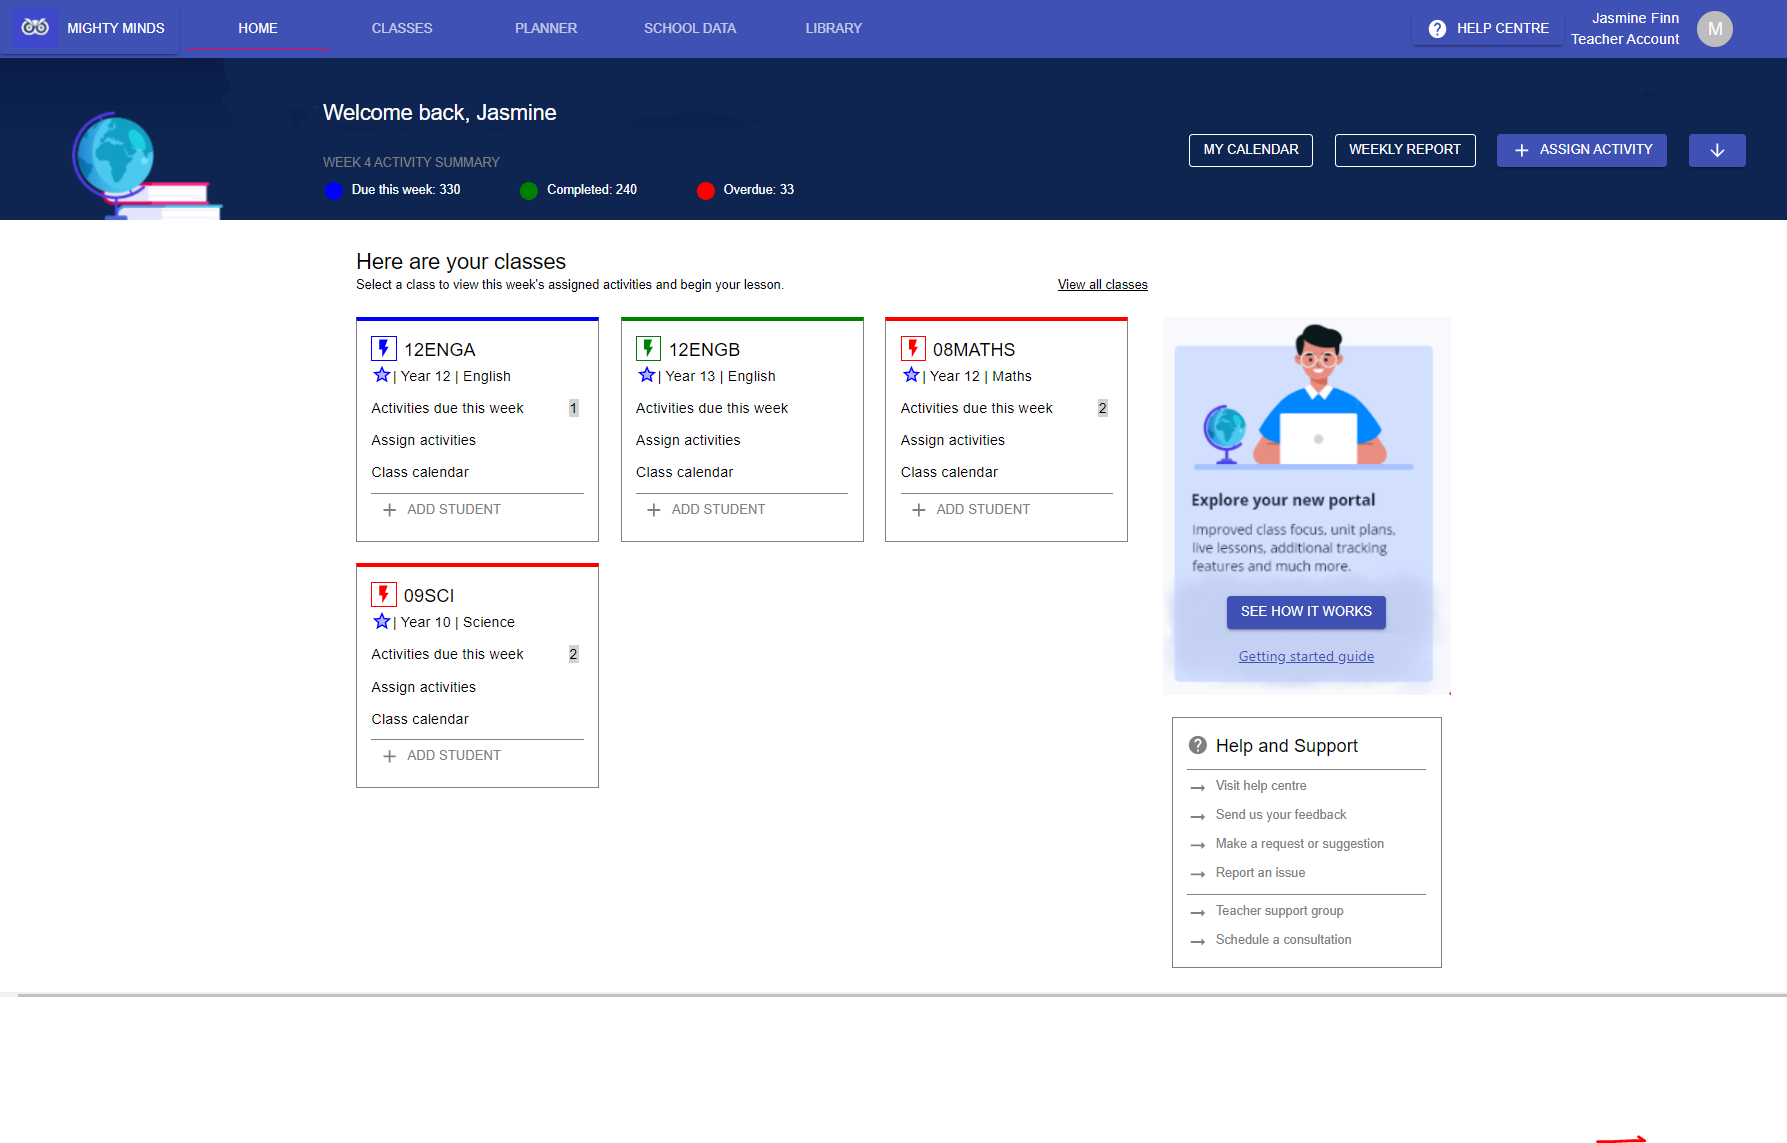 MIGHTY MINDS
HOME
CLASSES
PLANNER
SCHOOL DATA
LIBRARY
HELP CENTRE
Jasmine Finn
Teacher Account
M
Welcome back, Jasmine
WEEK 4 ACTIVITY SUMMARY
Due this week: 330
Completed: 240
Overdue: 33
MY CALENDAR
WEEKLY REPORT
ASSIGN ACTIVITY
Here are your classes
Select a class to view this week's assigned activities and begin your lesson.
View all classes
12ENGA
| Year 12 | English
Activities due this week 1
Assign activities
Class calendar
ADD STUDENT
12ENGB
| Year 13 | English
Activities due this week
Assign activities
Class calendar
ADD STUDENT
08MATHS
| Year 12 | Maths
Activities due this week 2
Assign activities
Class calendar
ADD STUDENT
09SCI
| Year 10 | Science
Activities due this week 2
Assign activities
Class calendar
ADD STUDENT
Explore your new portal
Improved class focus, unit plans,
live lessons, additional tracking
features and much more.
SEE HOW IT WORKS
Getting started guide
Help and Support
Visit help centre
Send us your feedback
Make a request or suggestion
Report an issue
Teacher support group
Schedule a consultation